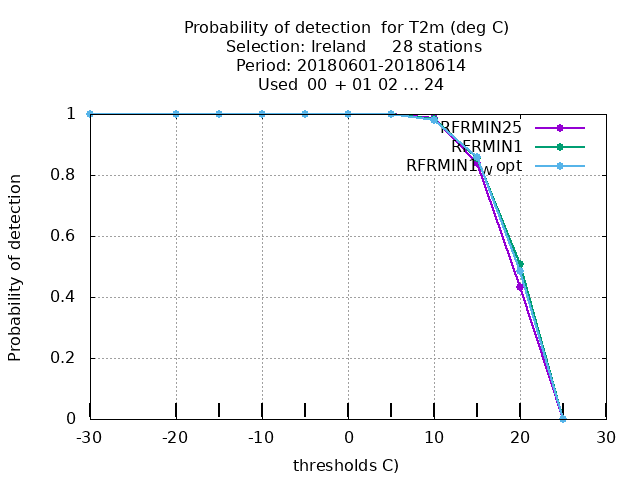 Probability of detection for T2m (deg C)
Selection: Ireland 28 stations
Period: 20180601-20180614
Used 00 + 01 02 ... 24
Probability of detection
1
0.8
0.6
0.4
0.2
0
RFRMIN25
RFRMIN1
RFRMIN1wopt
-30 -20 -10 0 10 20 30
thresholds C)